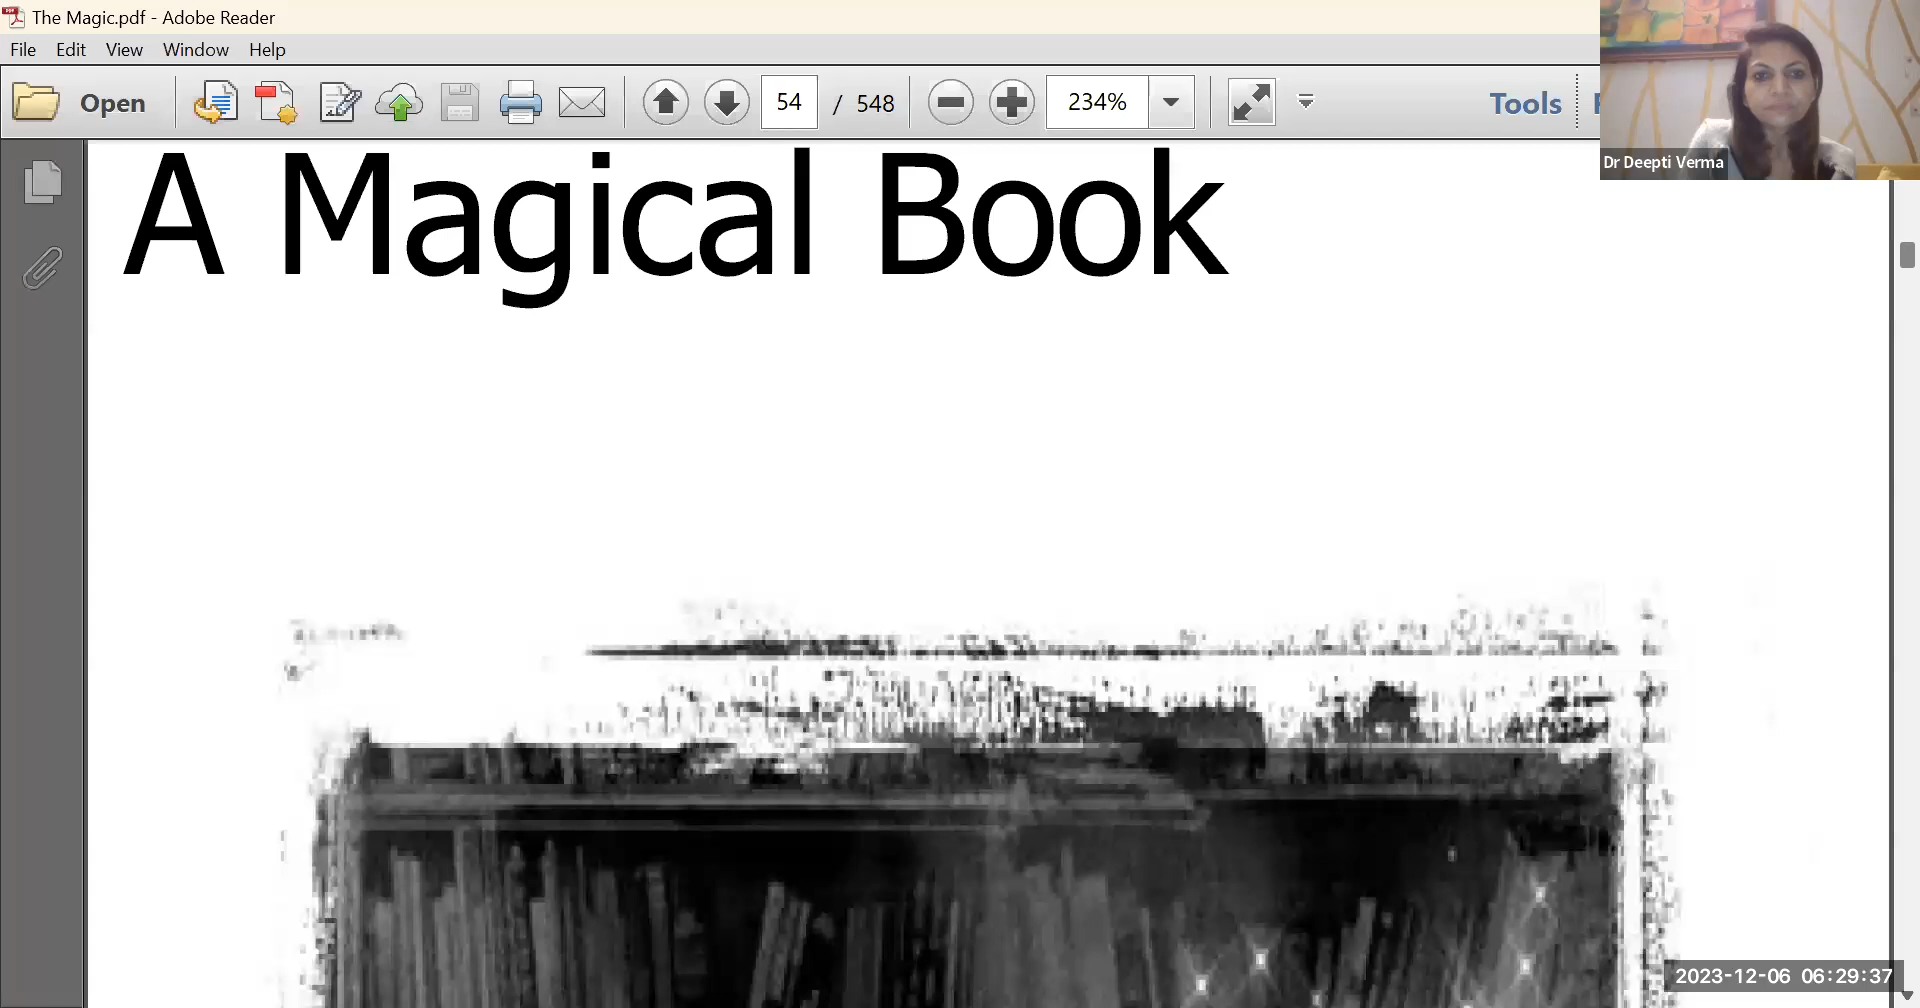 The Magic.pdf - Adobe Reader
File Edit View Window Help
Open 54 / 548 234% Tools
Dr Deepti Verma
A Magical Book
2023-12-06 06:29:37